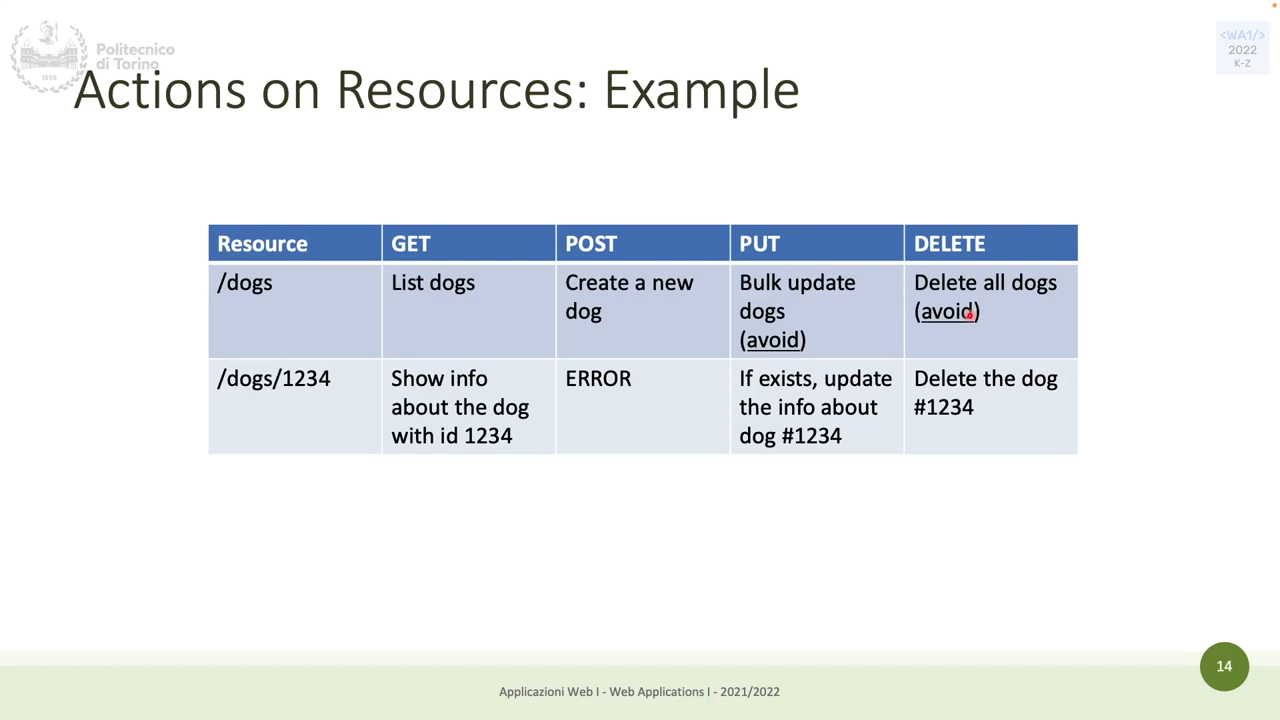 Politecnico
di Torino
1859
<WA1/>
2022
K-Z
Actions on Resources: Example
Resource GET POST PUT DELETE
/dogs List dogs Create a new dog Bulk update dogs (avoid) Delete all dogs (avoid)
/dogs/1234 Show info about the dog with id 1234 ERROR If exists, update the info about dog #1234 Delete the dog #1234
14
Applicazioni Web I - Web Applications I - 2021/2022